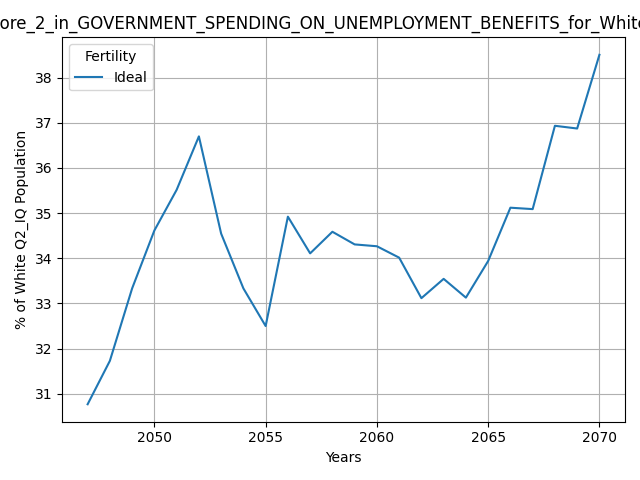 ore_2_in_GOVERNMENT_SPENDING_ON_UNEMPLOYMENT_BENEFITS_for_White
Fertility
Ideal
% of White Q2_IQ Population
38
37
36
35
34
33
32
31
2050 2055 2060 2065 2070
Years